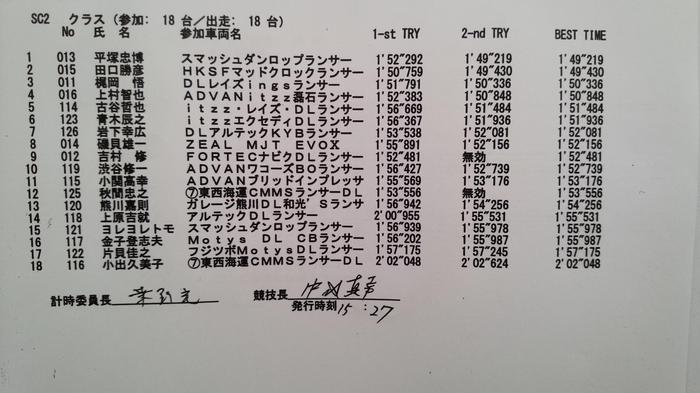 SC2 クラス (参加: 18 台／出走: 18 台)
No 氏 名 参加車両名 1-st TRY 2-nd TRY BEST TIME
1 013 平塚忠博 スマッシュダンロップランサー 1'52"292 1'49"219 1'49"219
2 015 田口勝彦 HKSFマッドクロックランサー 1'50"759 1'49"430 1'49"430
3 011 梶岡悟 DLレイズingsランサー 1'51"791 1'50"336 1'50"336
4 016 上村智也 ADVANitzz磊石ランサー 1'52"383 1'50"848 1'50"848
5 114 古谷哲也 itzz・レイズ・DLランサー 1'56"669 1'51"484 1'51"484
6 123 青木辰之 itzzエクセディDLランサー 1'56"367 1'51"936 1'51"936
7 126 岩下幸広 DLアルテックKYBランサー 1'53"538 1'52"081 1'52"081
8 014 磯貝雄一 ZEAL MJT EVOX 1'55"891 1'52"156 1'52"156
9 012 吉村 修 FORTECナビクDLランサー 1'52"481 無効 1'52"481
10 119 渋谷修一 ADVANワコーズBOランサー 1'56"427 1'52"739 1'52"739
11 115 小関高幸 ADVANブリッドインプレッサ 1'55"569 1'53"176 1'53"176
12 125 秋間忠之 ⑦東西海運CMMSランサーDL 1'53"556 無効 1'53"556
13 120 熊川嘉則 ガレージ熊川DL和光'Sランサ 1'56"942 1'54"256 1'54"256
14 118 上原吉就 アルテックDLランサー 2'00"955 1'55"531 1'55"531
15 121 ヨレヨレトモ スマッシュダンロップランサー 1'56"939 1'55"978 1'55"978
16 117 金子登志夫 Motys DL CBランサー 1'56"202 1'55"987 1'55"987
17 122 片貝佳之 フジツボMotysDLランサー 1'57"175 1'57"245 1'57"175
18 116 小出久美子 ⑦東西海運CMMSランサーDL 2'02"048 2'02"624 2'02"048
計時委員長 競技長
発行時刻 15:27